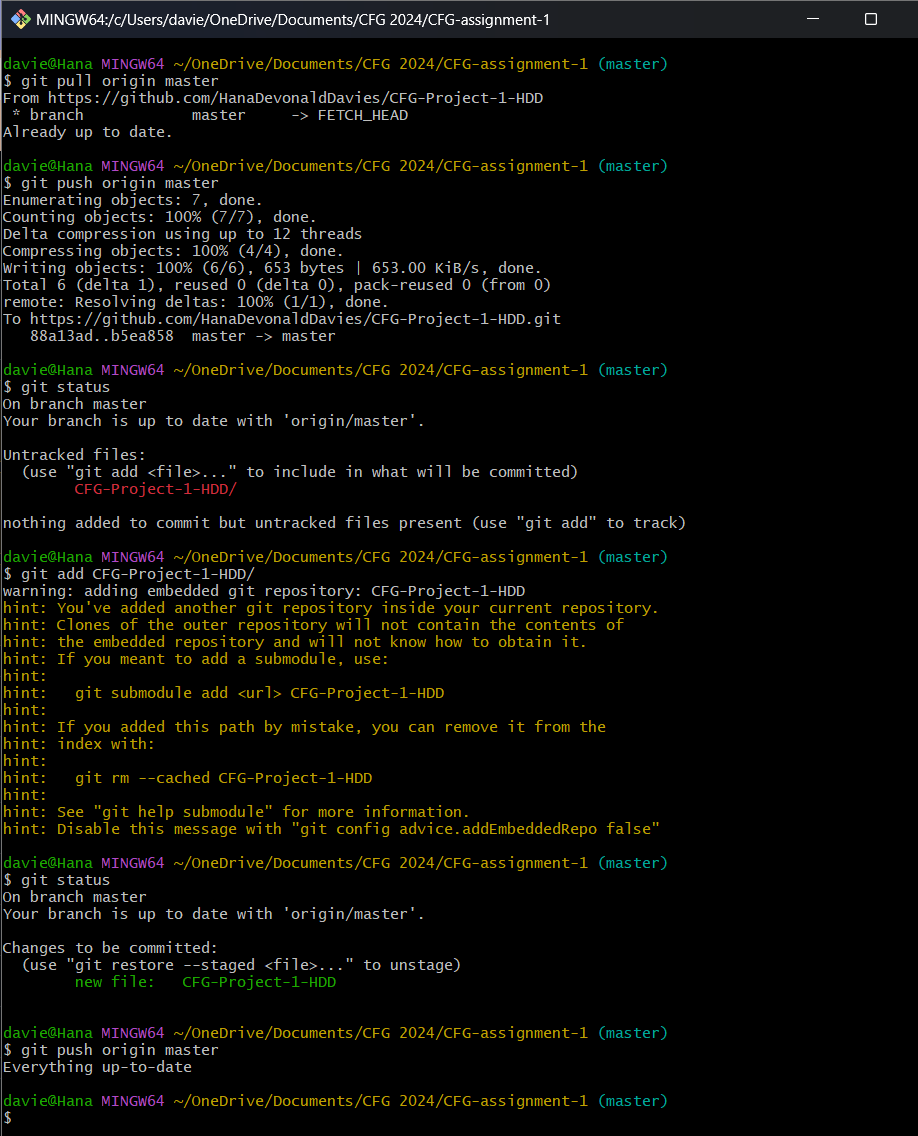 MINGW64:/c/Users/davie/OneDrive/Documents/CFG 2024/CFG-assignment-1
davie@Hana MINGW64 ~/OneDrive/Documents/CFG 2024/CFG-assignment-1 (master)
$ git pull origin master
From https://github.com/HanaDevonaldDavies/CFG-Project-1-HDD
 * branch            master     -> FETCH_HEAD
Already up to date.
davie@Hana MINGW64 ~/OneDrive/Documents/CFG 2024/CFG-assignment-1 (master)
$ git push origin master
Enumerating objects: 7, done.
Counting objects: 100% (7/7), done.
Delta compression using up to 12 threads
Compressing objects: 100% (4/4), done.
Writing objects: 100% (6/6), 653 bytes | 653.00 KiB/s, done.
Total 6 (delta 1), reused 0 (delta 0), pack-reused 0 (from 0)
remote: Resolving deltas: 100% (1/1), done.
To https://github.com/HanaDevonaldDavies/CFG-Project-1-HDD.git
   88a13ad..b5ea858  master -> master
davie@Hana MINGW64 ~/OneDrive/Documents/CFG 2024/CFG-assignment-1 (master)
$ git status
On branch master
Your branch is up to date with 'origin/master'.
Untracked files:
  (use "git add <file>..." to include in what will be committed)
        CFG-Project-1-HDD/
nothing added to commit but untracked files present (use "git add" to track)
davie@Hana MINGW64 ~/OneDrive/Documents/CFG 2024/CFG-assignment-1 (master)
$ git add CFG-Project-1-HDD/
warning: adding embedded git repository: CFG-Project-1-HDD
hint: You've added another git repository inside your current repository.
hint: Clones of the outer repository will not contain the contents of
hint: the embedded repository and will not know how to obtain it.
hint: If you meant to add a submodule, use:
hint:
hint:   git submodule add <url> CFG-Project-1-HDD
hint:
hint: If you added this path by mistake, you can remove it from the
hint: index with:
hint:
hint:   git rm --cached CFG-Project-1-HDD
hint:
hint: See "git help submodule" for more information.
hint: Disable this message with "git config advice.addEmbeddedRepo false"
davie@Hana MINGW64 ~/OneDrive/Documents/CFG 2024/CFG-assignment-1 (master)
$ git status
On branch master
Your branch is up to date with 'origin/master'.
Changes to be committed:
  (use "git restore --staged <file>..." to unstage)
        new file:   CFG-Project-1-HDD
davie@Hana MINGW64 ~/OneDrive/Documents/CFG 2024/CFG-assignment-1 (master)
$ git push origin master
Everything up-to-date
davie@Hana MINGW64 ~/OneDrive/Documents/CFG 2024/CFG-assignment-1 (master)
$